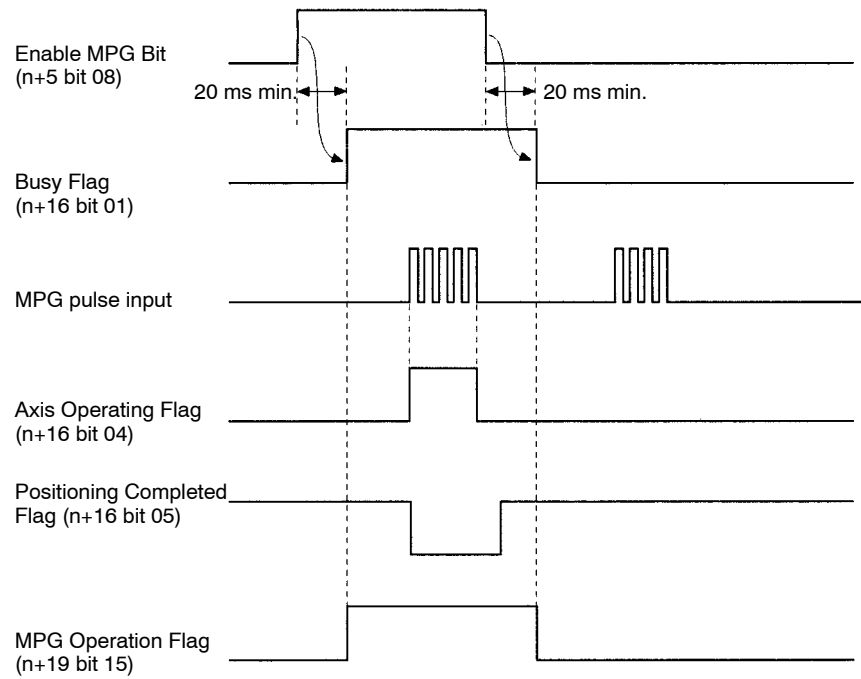 Enable MPG Bit
(n+5 bit 08)
20 ms min.
20 ms min.
Busy Flag
(n+16 bit 01)
MPG pulse input
Axis Operating Flag
(n+16 bit 04)
Positioning Completed
Flag (n+16 bit 05)
MPG Operation Flag
(n+19 bit 15)